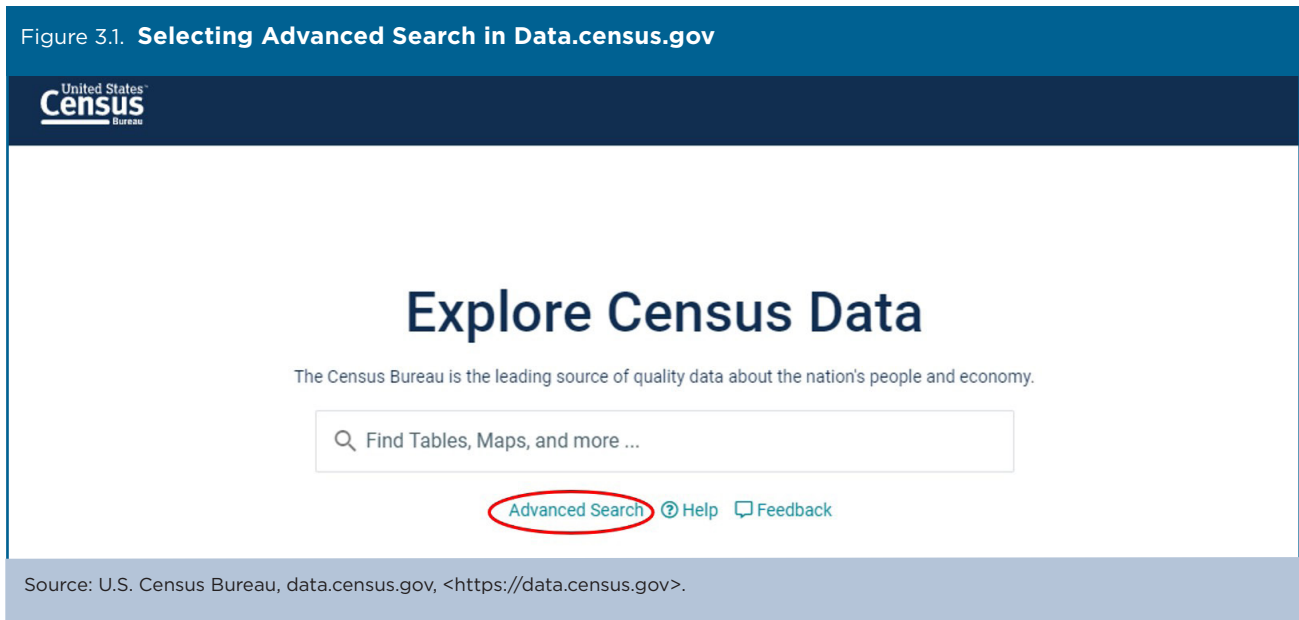 Figure 3.1. Selecting Advanced Search in Data.census.gov
United States™
Census
Bureau
Explore Census Data
The Census Bureau is the leading source of quality data about the nation's people and economy.
Find Tables, Maps, and more ...
Advanced Search Help Feedback
Source: U.S. Census Bureau, data.census.gov, <https://data.census.gov>.